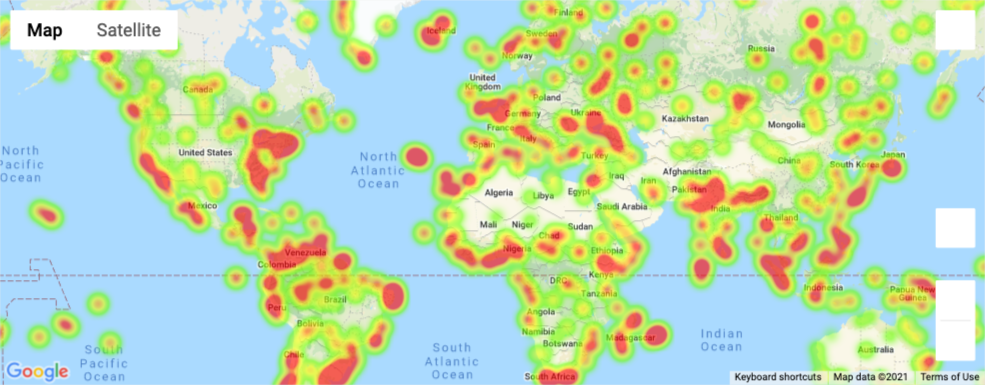 Map
Satellite
Iceland
Finland
Sweden
Norway
Russia
Canada
United
Kingdom
Poland
Germany
Ukraine
Kazakhstan
Mongolia
France
Italy
Spain
Turkey
United States
North
Pacific
Ocean
North
Atlantic
Ocean
Japan
South Korea
China
Afghanistan
Iraq
Iran
Pakistan
Algeria
Libya
Egypt
Saudi Arabia
India
Mexico
Thailand
Mali
Niger
Sudan
Chad
Nigeria
Ethiopia
Venezuela
Colombia
Kenya
DRC
Indonesia
Papua New
Guinea
Tanzania
Brazil
Peru
Angola
Bolivia
Namibia
Botswana
Madagascar
Indian
Ocean
South
Atlantic
Ocean
South
Pacific
Ocean
Chile
South Africa
Australia
Google
Keyboard shortcuts
Map data ©2021
Terms of Use